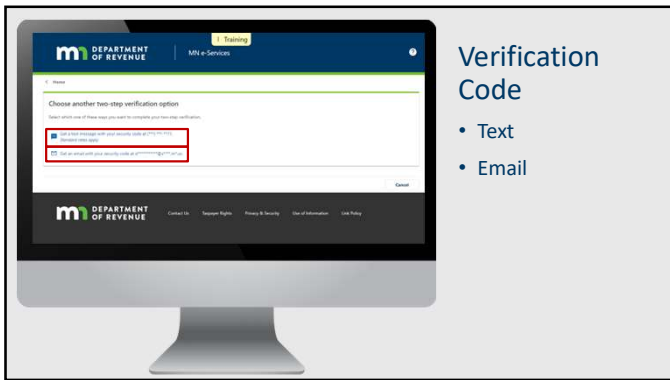 Training
DEPARTMENT
OF REVENUE
MN e-Services
?
< Home
Choose another two-step verification option
Select which one of these ways you want to complete your two-step verification.
Get a text message with your security code at
(Standard rates apply)
Get an email with your security code at
Cancel
DEPARTMENT
OF REVENUE
Contact Us Taxpayer Rights Privacy & Security Use of Information Link Policy
Verification
Code
• Text
• Email